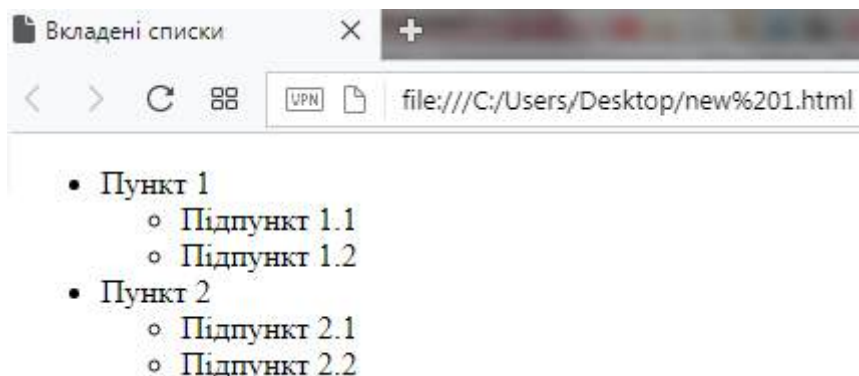 Вкладені списки
VPN file:///C:/Users/Desktop/new%201.html
Пункт 1
Підпункт 1.1
Підпункт 1.2
Пункт 2
Підпункт 2.1
Підпункт 2.2